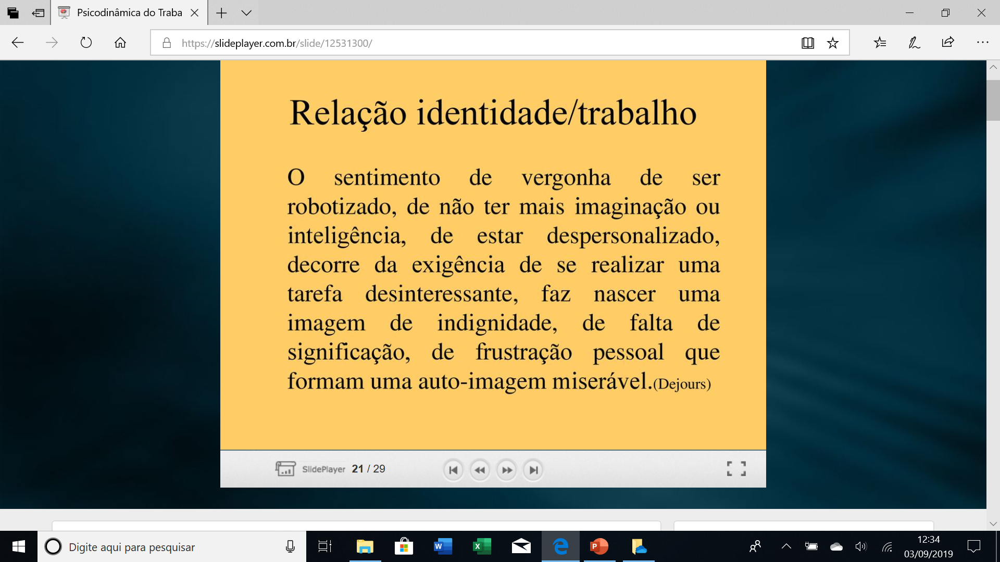 Psicodinâmica do Traba
https://slideplayer.com.br/slide/12531300/
Relação identidade/trabalho
O sentimento de vergonha de ser
robotizado, de não ter mais imaginação ou
inteligência, de estar despersonalizado,
decorre da exigência de se realizar uma
tarefa desinteressante, faz nascer uma
imagem de indignidade, de falta de
significação, de frustração pessoal que
formam uma auto-imagem miserável.(Dejours)
SlidePlayer 21 / 29
Digite aqui para pesquisar
12:34
03/09/2019